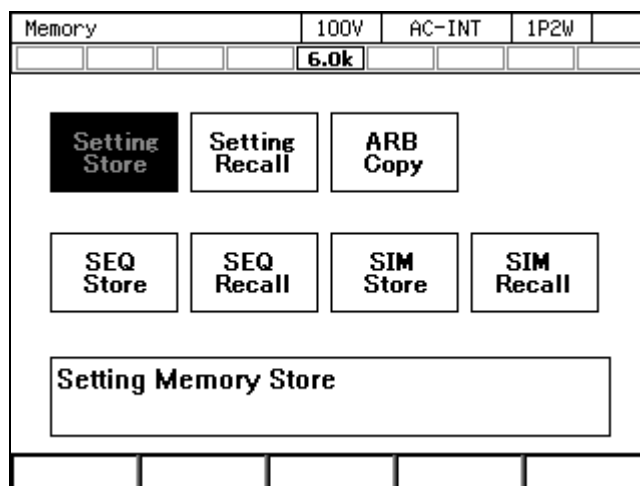 Memory 100V AC-INT 1P2W
6.0k
Setting Store
Setting Recall
ARB Copy
SEQ Store
SEQ Recall
SIM Store
SIM Recall
Setting Memory Store